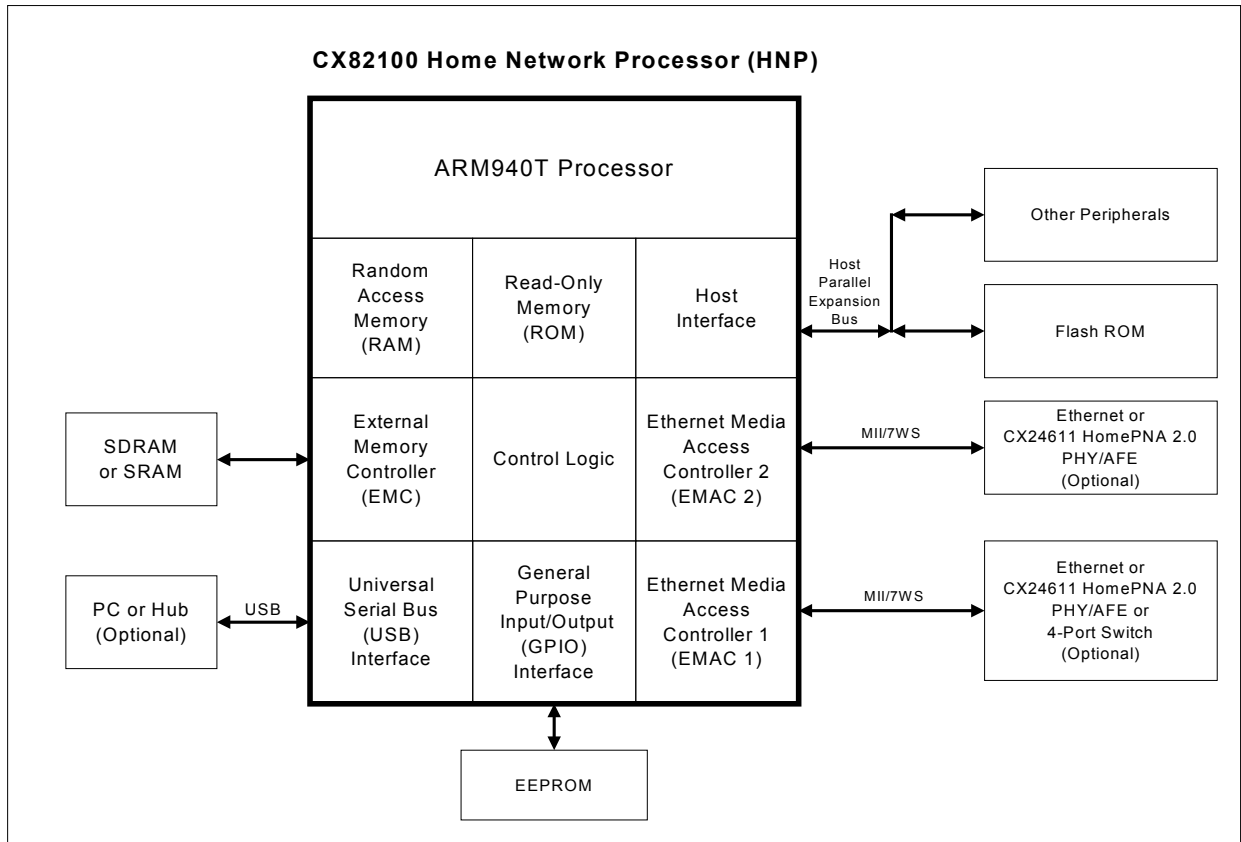 CX82100 Home Network Processor (HNP)
ARM940T Processor
Random
Access
Memory
(RAM)
Read-Only
Memory
(ROM)
Host
Interface
Host
Parallel
Expansion
Bus
Other Peripherals
Flash ROM
SDRAM
or SRAM
External
Memory
Controller
(EMC)
Control Logic
Ethernet Media
Access
Controller 2
(EMAC 2)
MII/7WS
Ethernet or
CX24611 HomePNA 2.0
PHY/AFE
(Optional)
PC or Hub
(Optional)
USB
Universal
Serial Bus
(USB)
Interface
General
Purpose
Input/Output
(GPIO)
Interface
Ethernet Media
Access
Controller 1
(EMAC 1)
MII/7WS
Ethernet or
CX24611 HomePNA 2.0
PHY/AFE or
4-Port Switch
(Optional)
EEPROM